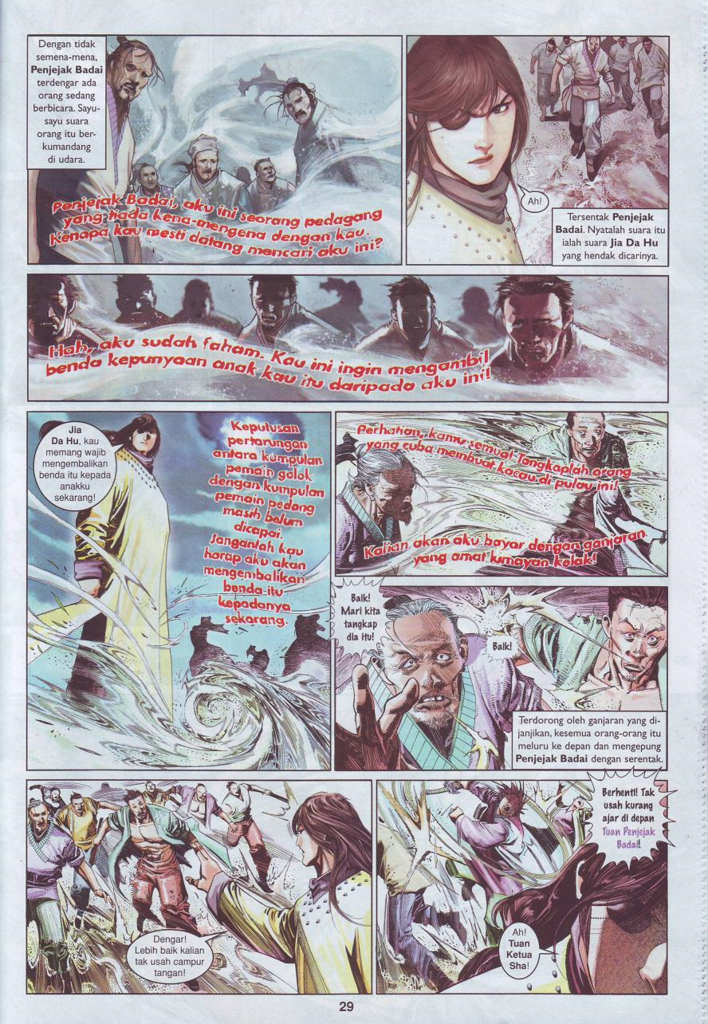 Dengan tidak
semena-mena,
Penjejak Badai
terdengar ada
orang sedang
berbicara. Sayu-
sayu suara
orang itu ber-
kumandang
di udara.
Penjejak Badai, aku ini seorang pedagang
yang tiada kena-mengena dengan kau.
Kenapa kau mesti datang mencari aku ini?
Ah!
Tersentak Penjejak
Badai. Nyatalah suara itu
ialah suara Jia Da Hu
yang hendak dicarinya.
Hah, aku sudah faham. Kau ini ingin mengambil
benda kepunyaan anak kau itu daripada aku ini!
Jia
Da Hu, kau
memang wajib
mengembalikan
benda itu kepada
anakku
sekarang!
Keputusan
pertarungan
antara kumpulan
pemain golok
dengan kumpulan
pemain pedang
masih belum
dicapai.
Janganlah kau
harap aku akan
mengembalikan
benda itu
kepadanya
sekarang.
Perhatian, kamu semua! Tangkaplah orang
yang cuba membuat kacau di pulau ini!
Kalian akan aku bayar dengan ganjaran
yang amat lumayan kelak!
Baik!
Mari kita
tangkap
dia itu!
Baik!
Terdorong oleh ganjaran yang di-
janjikan, kesemua orang-orang itu
meluru ke depan dan mengepung
Penjejak Badai dengan serentak.
Dengar!
Lebih baik kalian
tak usah campur
tangan!
Berhenti! Tak
usah kurang
ajar di depan
Tuan Penjejak
Badai!
Ah!
Tuan
Ketua
Sha!
29